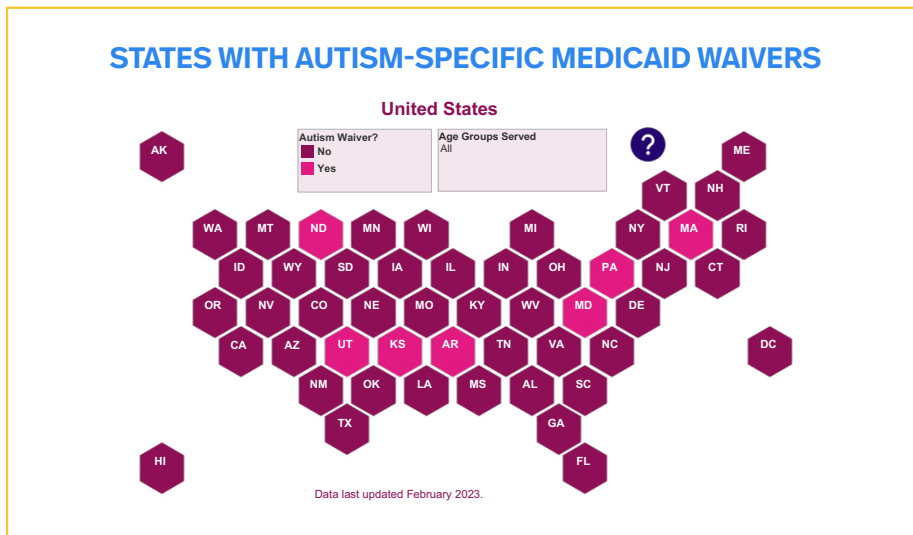 STATES WITH AUTISM-SPECIFIC MEDICAID WAIVERS
United States
Autism Waiver?
No
Yes
Age Groups Served
All
?
AK
ME
VT NH
WA MT ND MN WI MI NY MA RI
ID WY SD IA IL IN OH PA NJ CT
OR NV CO NE MO KY WV MD DE
CA AZ UT KS AR TN VA NC DC
NM OK LA MS AL SC
TX GA
HI FL
Data last updated February 2023.